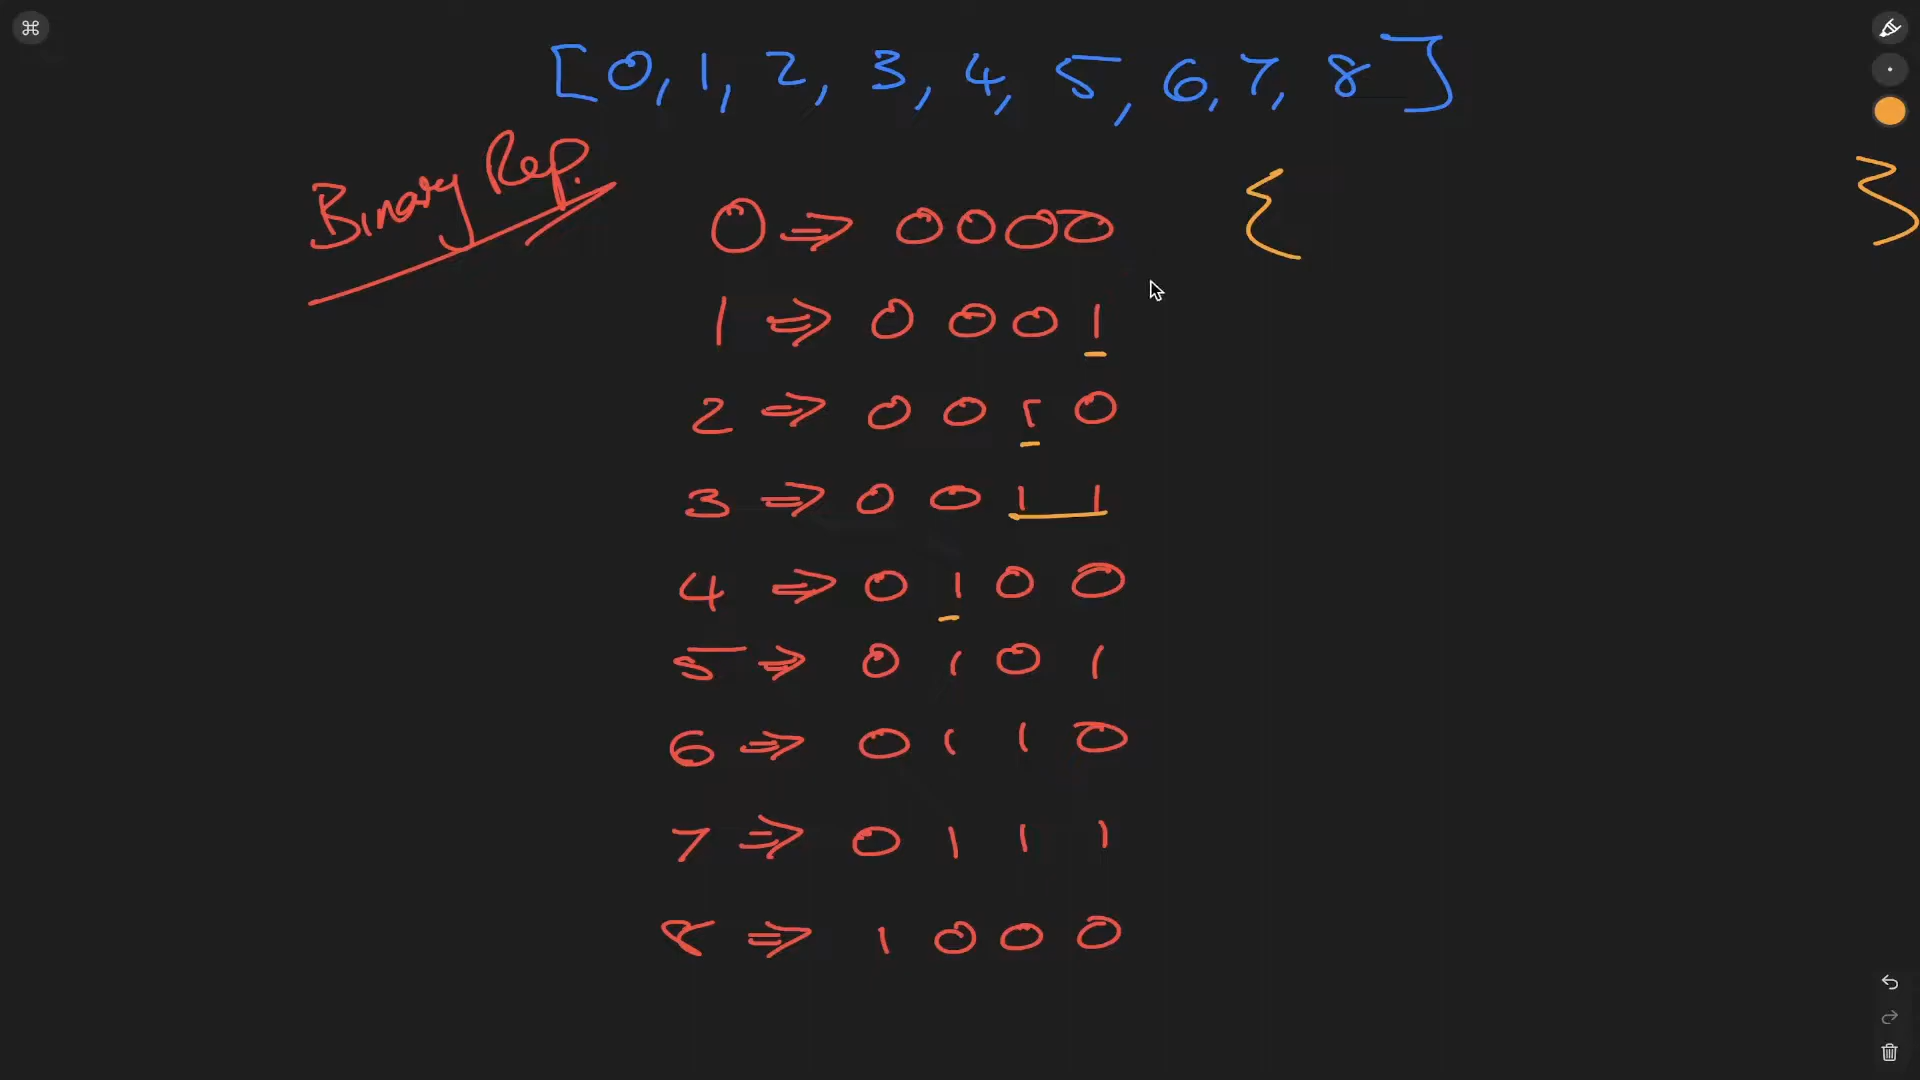 [0, 1, 2, 3, 4, 5, 6, 7, 8]
Binary Rep.
{ }
0 ⇒ 0000
1 ⇒ 0001
2 ⇒ 0010
3 ⇒ 0011
4 ⇒ 0100
5 ⇒ 0101
6 ⇒ 0110
7 ⇒ 0111
8 ⇒ 1000